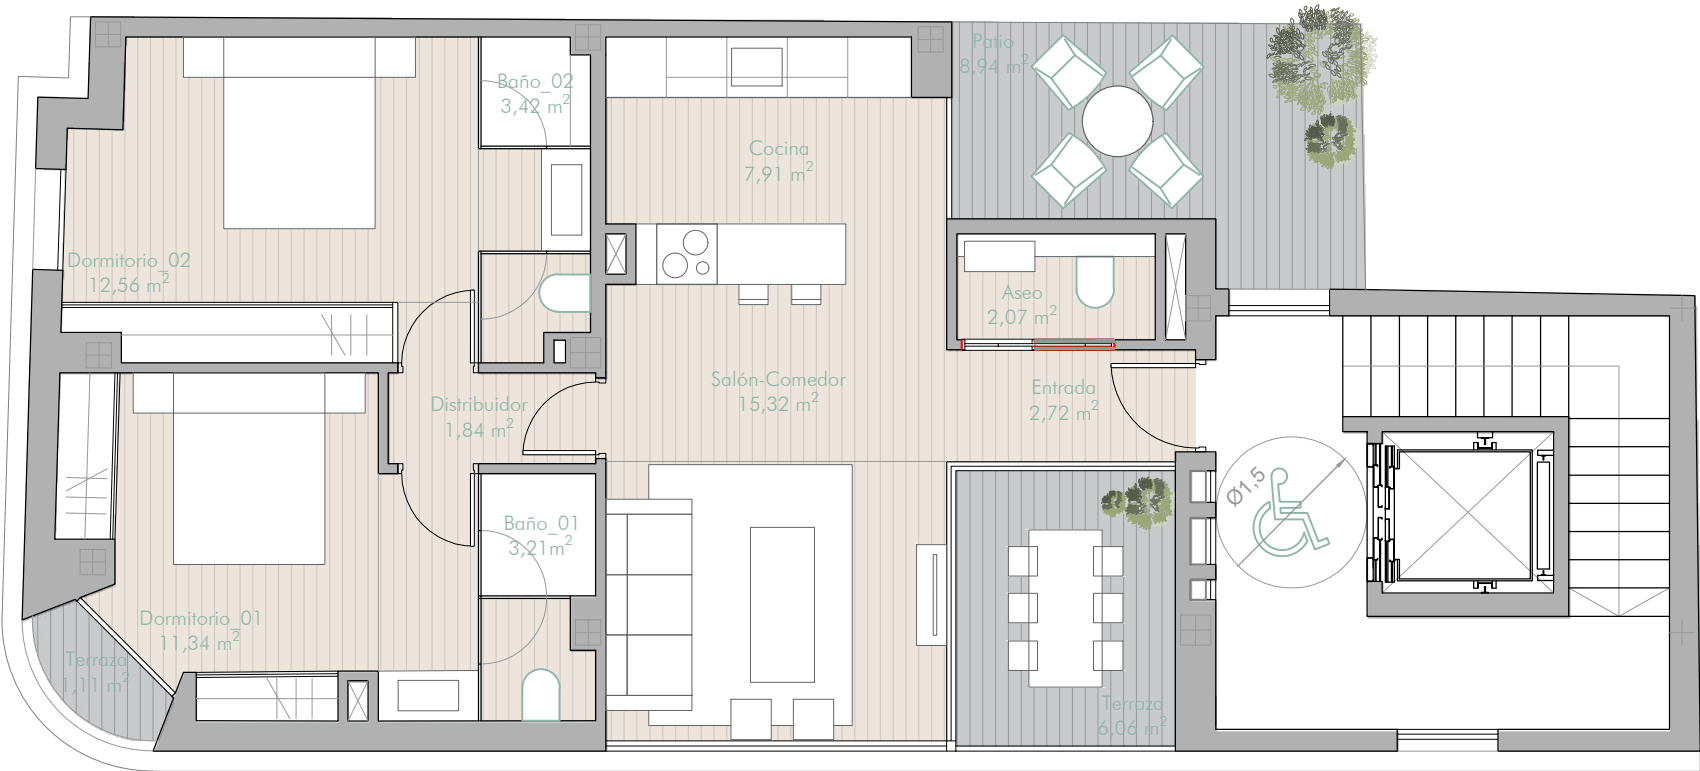 Patio
8,94 m²
Baño_02
3,42 m²
Cocina
7,91 m²
Dormitorio_02
12,56 m²
Aseo
2,07 m²
Salón-Comedor
15,32 m²
Entrada
2,72 m²
Distribuidor
1,84 m²
Ø1,5
Baño_01
3,21m²
Dormitorio_01
11,34 m²
Terraza
1,11 m²
Terraza
6,06 m²